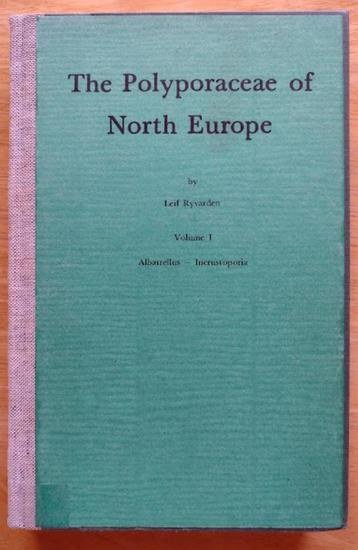 The Polyporaceae of
North Europe
by
Leif Ryvarden
Volume I
Albatrellus – Incrustoporia